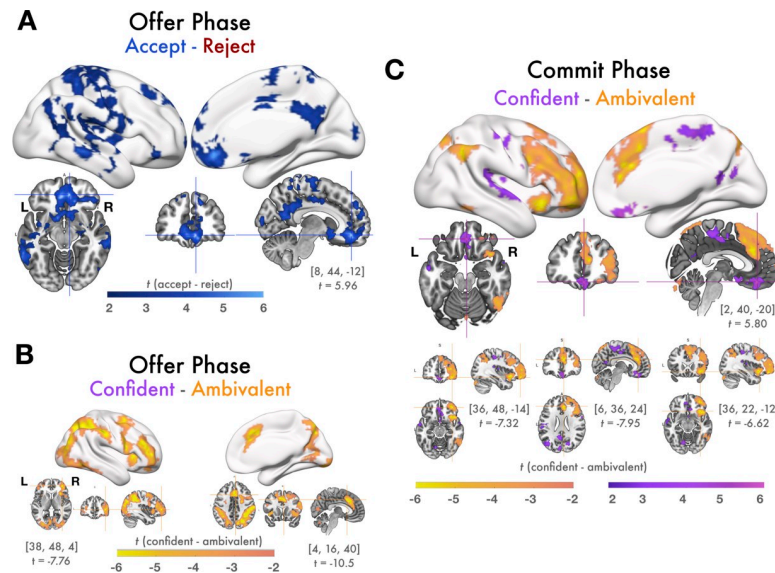 A
Offer Phase
Accept - Reject
L
R
[8, 44, -12]
t = 5.96
t (accept - reject)
2 3 4 5 6
B
Offer Phase
Confident - Ambivalent
L R
[38, 48, 4]
t = -7.76
t (confident - ambivalent)
-6 -5 -4 -3 -2
[4, 16, 40]
t = -10.5
C
Commit Phase
Confident - Ambivalent
L
R
[2, 40, -20]
t = 5.80
[36, 48, -14]
t = -7.32
[6, 36, 24]
t = -7.95
[36, 22, -12
t = -6.62
t (confident - ambivalent)
-6 -5 -4 -3 -2
2 3 4 5 6